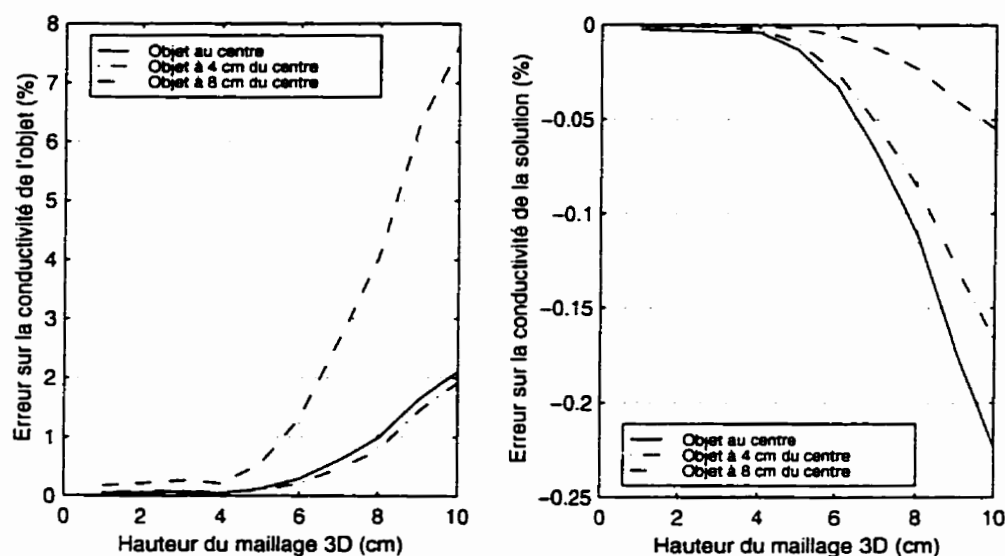 8
7
6
5
4
3
2
1
0
Erreur sur la conductivité de l'objet (%)
Objet au centre
Objet à 4 cm du centre
Objet à 8 cm du centre
0 2 4 6 8 10
Hauteur du maillage 3D (cm)
0
−0.05
−0.1
−0.15
−0.2
−0.25
Erreur sur la conductivité de la solution (%)
Objet au centre
Objet à 4 cm du centre
Objet à 8 cm du centre
0 2 4 6 8 10
Hauteur du maillage 3D (cm)